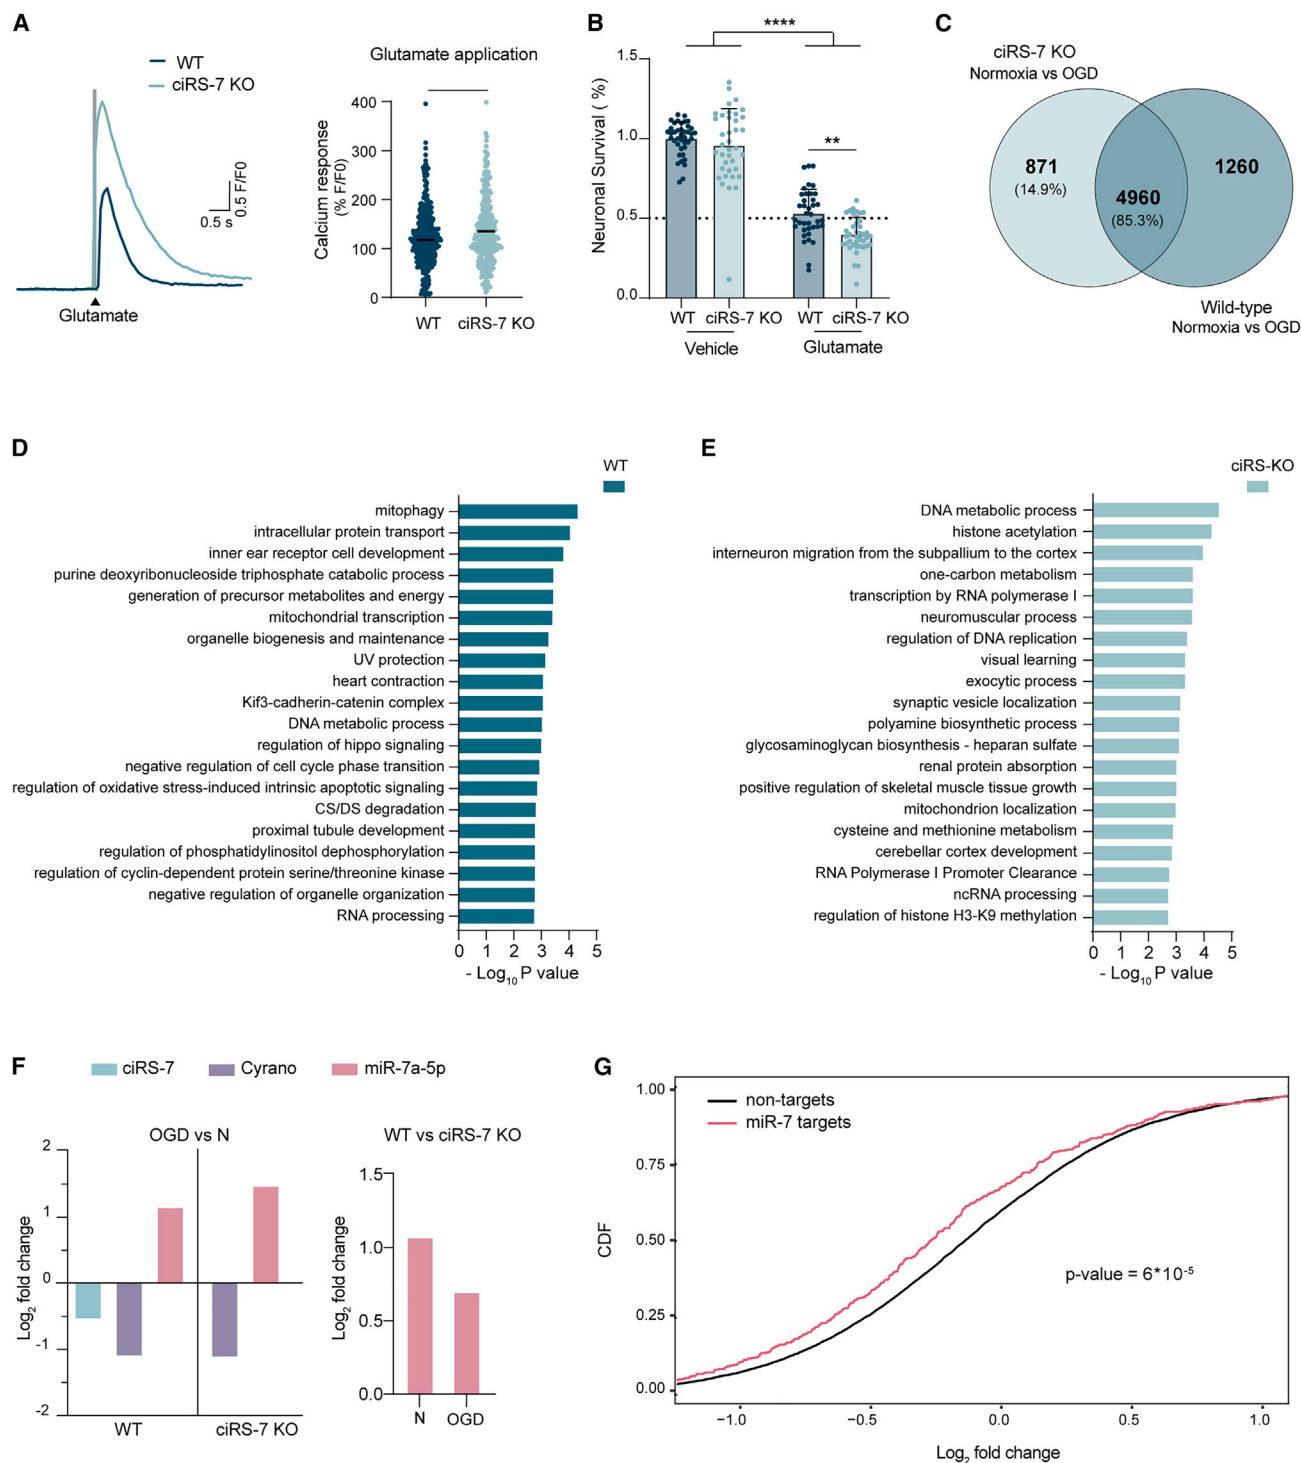 A
WT
ciRS-7 KO
0.5 s
0.5 F/F0
Glutamate
Glutamate application
Calcium response
(% F/F0)
400
300
200
100
0
WT
ciRS-7 KO
B
****
**
Neuronal Survival ( %)
1.5
1.0
0.5
0.0
WT
ciRS-7 KO
WT
ciRS-7 KO
Vehicle
Glutamate
C
ciRS-7 KO
Normoxia vs OGD
871
(14.9%)
4960
(85.3%)
1260
Wild-type
Normoxia vs OGD
D
WT
mitophagy
intracellular protein transport
inner ear receptor cell development
purine deoxyribonucleoside triphosphate catabolic process
generation of precursor metabolites and energy
mitochondrial transcription
organelle biogenesis and maintenance
UV protection
heart contraction
Kif3-cadherin-catenin complex
DNA metabolic process
regulation of hippo signaling
negative regulation of cell cycle phase transition
regulation of oxidative stress-induced intrinsic apoptotic signaling
CS/DS degradation
proximal tubule development
regulation of phosphatidylinositol dephosphorylation
regulation of cyclin-dependent protein serine/threonine kinase
negative regulation of organelle organization
RNA processing
0 1 2 3 4 5
- Log10 P value
E
ciRS-KO
DNA metabolic process
histone acetylation
interneuron migration from the subpallium to the cortex
one-carbon metabolism
transcription by RNA polymerase I
neuromuscular process
regulation of DNA replication
visual learning
exocytic process
synaptic vesicle localization
polyamine biosynthetic process
glycosaminoglycan biosynthesis - heparan sulfate
renal protein absorption
positive regulation of skeletal muscle tissue growth
mitochondrion localization
cysteine and methionine metabolism
cerebellar cortex development
RNA Polymerase I Promoter Clearance
ncRNA processing
regulation of histone H3-K9 methylation
0 1 2 3 4 5
- Log10 P value
F
ciRS-7
Cyrano
miR-7a-5p
OGD vs N
Log2 fold change
2
1
0
-1
-2
WT
ciRS-7 KO
WT vs ciRS-7 KO
Log2 fold change
1.5
1.0
0.5
0.0
N
OGD
G
non-targets
miR-7 targets
CDF
1.00
0.75
0.50
0.25
0.00
p-value = 6*10-5
−1.0 −0.5 0.0 0.5 1.0
Log2 fold change